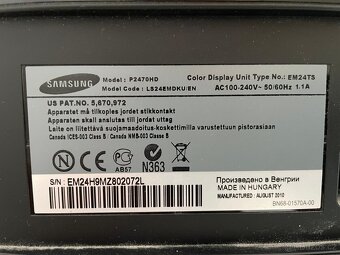 SAMSUNG
Model : P2470HD
Model Code : LS24EMDKU/EN
Color Display Unit Type No.: EM24TS
AC100-240V~ 50/60Hz 1.1A
US PAT.NO. 5,670,972
Apparatet må tilkoples jordet stikkontakt
Apparaten skall anslutas till jordat uttag
Laite on liitettävä suojamaadoitus-koskettimilla varustettuun pistorasiaan
Canada ICES-003 Class B / Canada NMB-003 Classe B
AB57
N363
S/N : EM24H9MZ802072L
Произведено в Венгрии
MADE IN HUNGARY
MANUFACTURED : AUGUST 2010
BN68-01570A-00